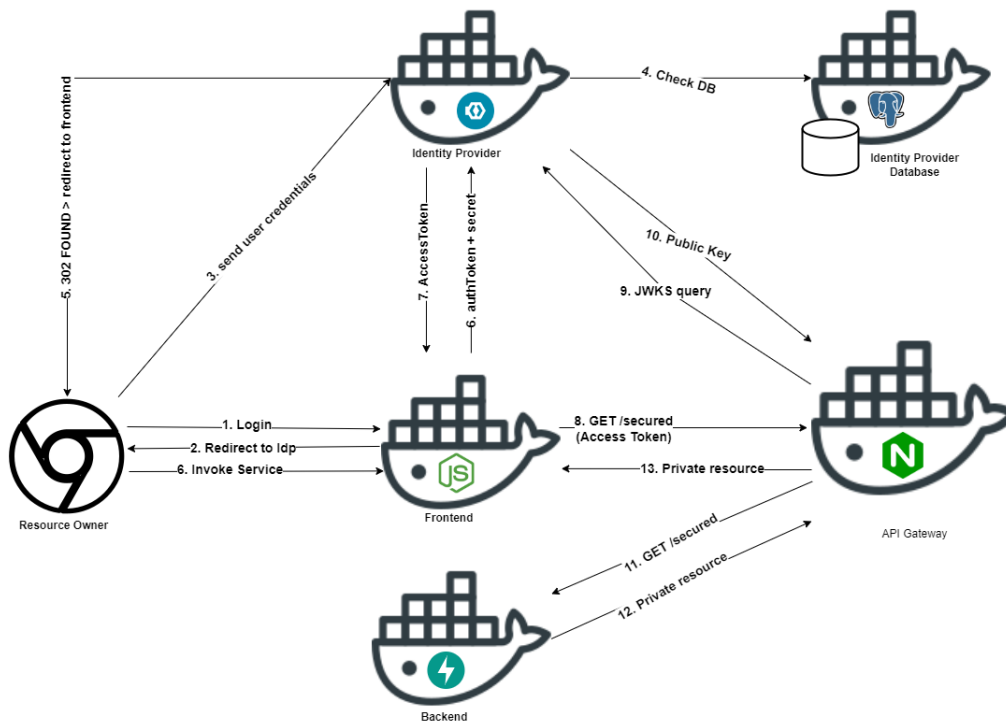 4. Check DB
Identity Provider
Identity Provider
Database
5. 302 FOUND > redirect to frontend
3. send user credentials
7. AccessToken
6. authToken + secret
10. Public Key
9. JWKS query
1. Login
2. Redirect to Idp
6. Invoke Service
8. GET /secured
(Access Token)
13. Private resource
JS
N
Resource Owner
Frontend
API Gateway
11. GET /secured
12. Private resource
Backend